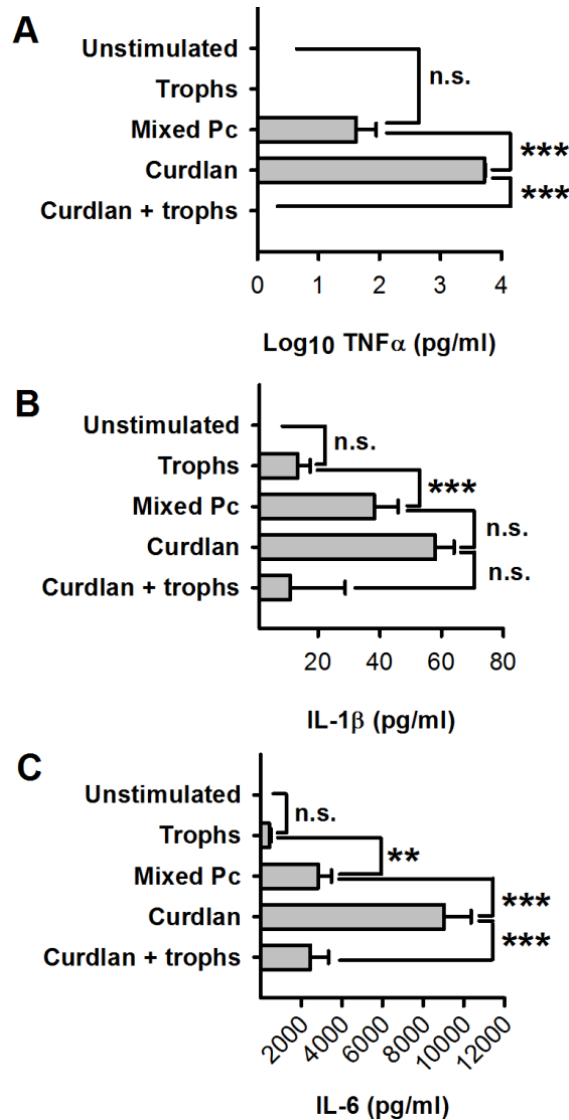 A
Unstimulated
Trophs
n.s.
Mixed Pc
***
Curdlan
***
Curdlan + trophs
0 1 2 3 4
Log10 TNFα (pg/ml)
B
Unstimulated
n.s.
Trophs
***
Mixed Pc
n.s.
Curdlan
n.s.
Curdlan + trophs
20 40 60 80
IL-1β (pg/ml)
C
Unstimulated
n.s.
Trophs
**
Mixed Pc
***
Curdlan
***
Curdlan + trophs
2000 4000 6000 8000 10000 12000
IL-6 (pg/ml)